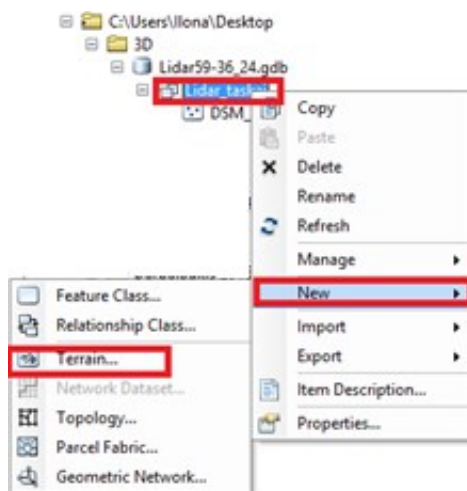 C:\Users\Ilona\Desktop
3D
Lidar59-36_24.gdb
DSM_
Copy
Paste
Delete
Rename
Refresh
Manage
New
Import
Export
Item Description...
Properties...
Feature Class...
Relationship Class...
Terrain...
Network Dataset...
Topology...
Parcel Fabric...
Geometric Network...